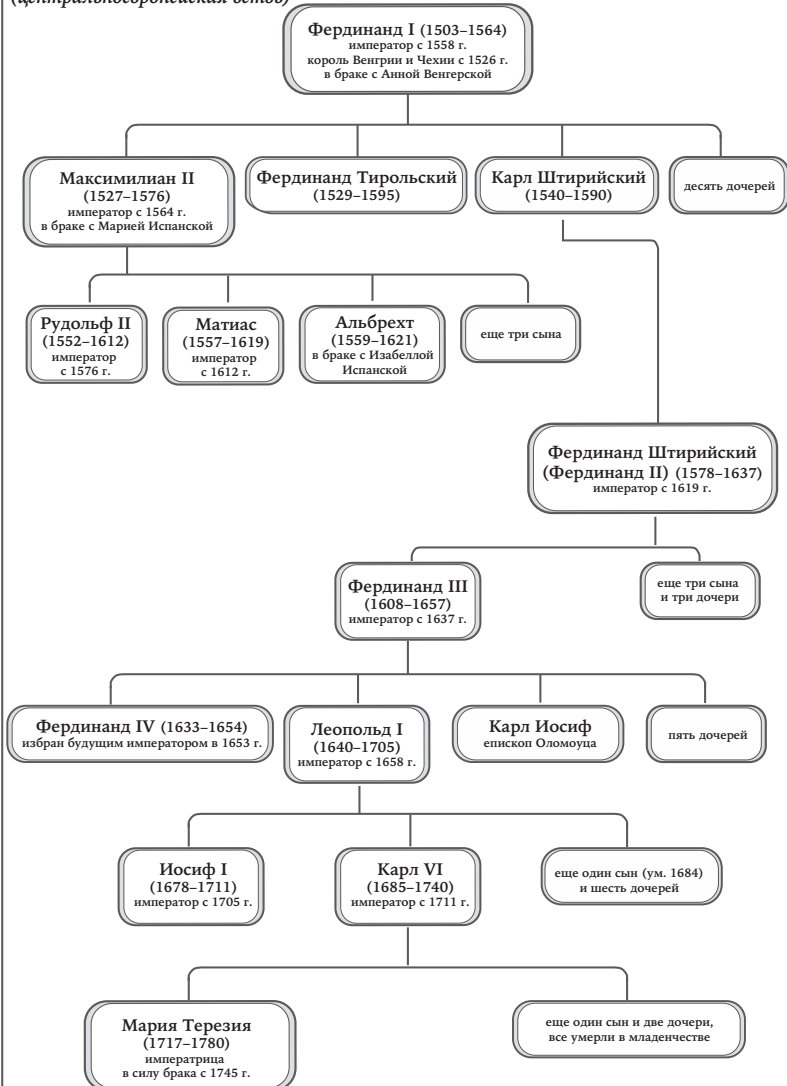 (центральноевропейская ветвь)
Фердинанд I (1503–1564)
император с 1558 г.
король Венгрии и Чехии с 1526 г.
в браке с Анной Венгерской
Максимилиан II
(1527–1576)
император с 1564 г.
в браке с Марией Испанской
Фердинанд Тирольский
(1529–1595)
Карл Штирийский
(1540–1590)
десять дочерей
Рудольф II
(1552–1612)
император
с 1576 г.
Матиас
(1557–1619)
император
с 1612 г.
Альбрехт
(1559–1621)
в браке с Изабеллой
Испанской
еще три сына
Фердинанд Штирийский
(Фердинанд II) (1578–1637)
император с 1619 г.
Фердинанд III
(1608–1657)
император с 1637 г.
еще три сына
и три дочери
Фердинанд IV (1633–1654)
избран будущим императором в 1653 г.
Леопольд I
(1640–1705)
император с 1658 г.
Карл Иосиф
епископ Оломоуца
пять дочерей
Иосиф I
(1678–1711)
император с 1705 г.
Карл VI
(1685–1740)
император с 1711 г.
еще один сын (ум. 1684)
и шесть дочерей
Мария Терезия
(1717–1780)
императрица
в силу брака с 1745 г.
еще один сын и две дочери,
все умерли в младенчестве